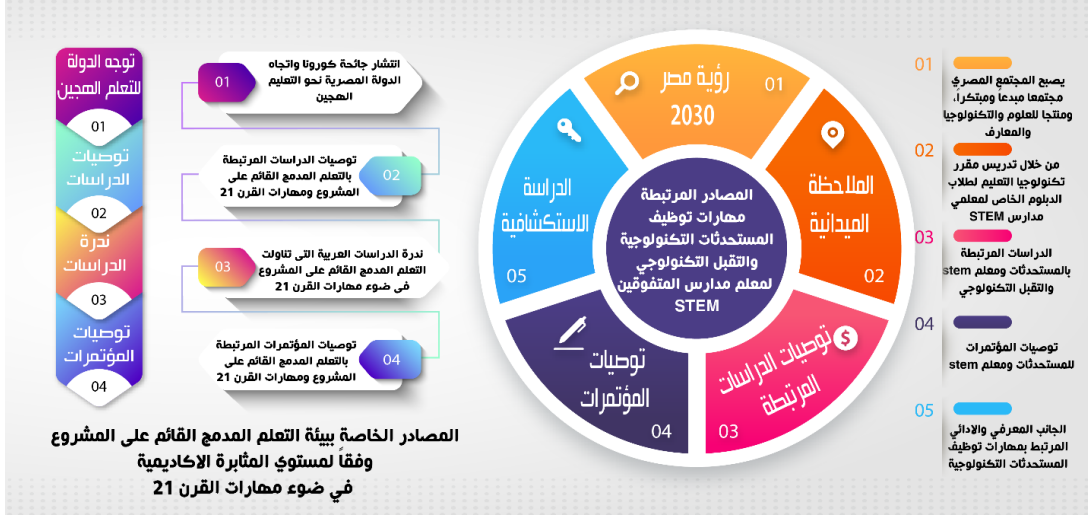 01
يصبح المجتمع المصري
مجتمعا مبدعا ومبتكراً،
ومنتجا للعلوم والتكنولوجيا
والمعارف
02
من خلال تدريس مقرر
تكنولوجيا التعليم لطلاب
الدبلوم الخاص لمعلمي
مدارس STEM
03
الدراسات المرتبطة
بالمستحدثات ومعلم stem
والتقبل التكنولوجي
04
توصيات المؤتمرات
للمستحدثات ومعلم stem
05
الجانب المعرفي والادائي
المرتبط بمهارات توظيف
المستحدثات التكنولوجية
01
رؤية مصر
2030
الملاحظة
الميدانية
02
توصيات الدراسات
المرتبطة
03
توصيات
المؤتمرات
04
الدراسة
الاستكشافية
05
المصادر المرتبطة
مهارات توظيف
المستحدثات التكنولوجية
والتقبل التكنولوجي
لمعلم مدارس المتفوقين
STEM
01
انتشار جائحة كورونا واتجاه
الدولة المصرية نحو التعليم
الهجين
02
توصيات الدراسات المرتبطة
بالتعلم المدمج القائم على
المشروع ومهارات القرن 21
03
ندرة الدراسات العربية التى تناولت
التعلم المدمج القائم على المشروع
في ضوء مهارات القرن 21
04
توصيات المؤتمرات المرتبطة
بالتعلم المدمج القائم على
المشروع ومهارات القرن 21
توجه الدولة
للتعلم الهجين
01
توصيات
الدراسات
02
ندرة
الدراسات
03
توصيات
المؤتمرات
04
المصادر الخاصة ببيئة التعلم المدمج القائم على المشروع
وفقاً لمستوي المثابرة الاكاديمية
في ضوء مهارات القرن 21